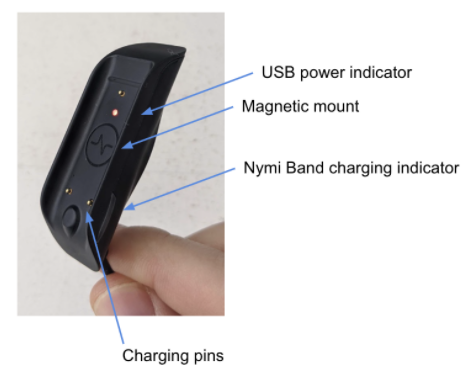 USB power indicator
Magnetic mount
Nymi Band charging indicator
Charging pins